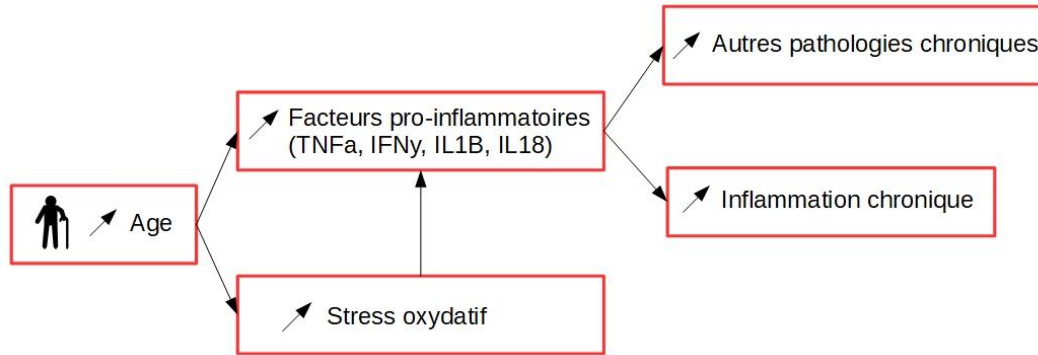 Autres pathologies chroniques
Facteurs pro-inflammatoires
(TNFa, IFNy, IL1B, IL18)
Inflammation chronique
Age
Stress oxydatif